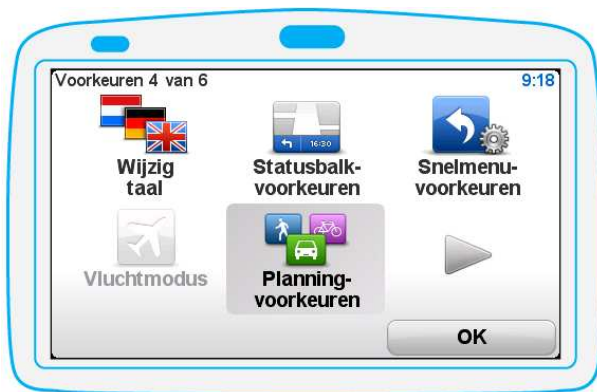 Voorkeuren 4 van 6
9:18
16:30
Wijzig
taal
Statusbalk-
voorkeuren
Snelmenu-
voorkeuren
Vluchtmodus
Planning-
voorkeuren
OK